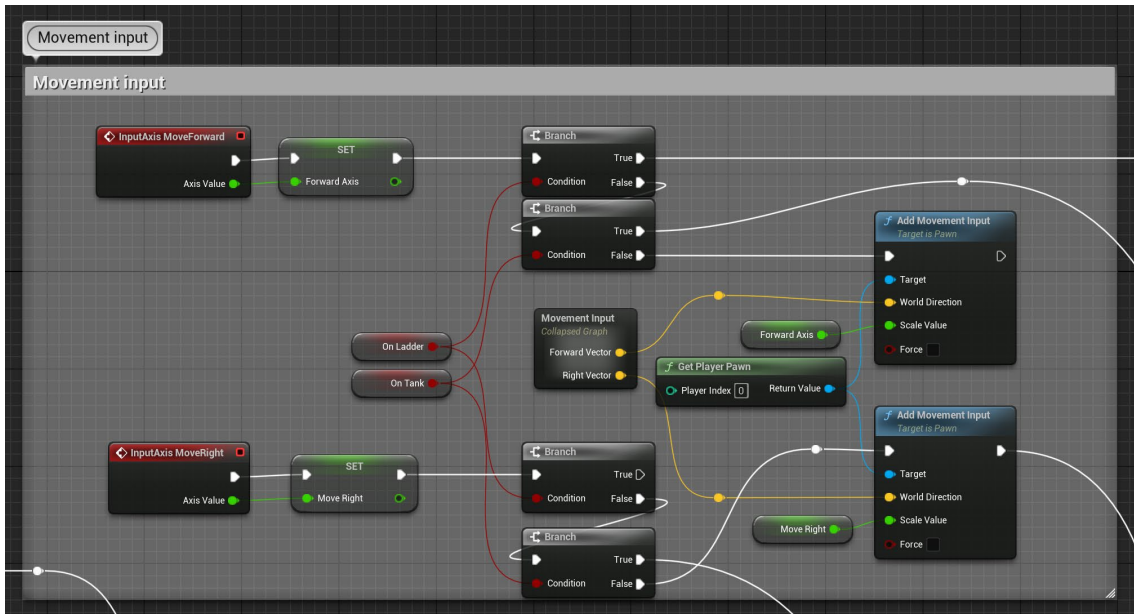 Movement input
Movement input
InputAxis MoveForward
Axis Value
SET
Forward Axis
Branch
True
Condition
False
Branch
True
Condition
False
Add Movement Input
Target is Pawn
Target
World Direction
Scale Value
Force
On Ladder
On Tank
Movement Input
Collapsed Graph
Forward Vector
Right Vector
Forward Axis
Get Player Pawn
Player Index 0
Return Value
InputAxis MoveRight
Axis Value
SET
Move Right
Branch
True
Condition
False
Branch
True
Condition
False
Add Movement Input
Target is Pawn
Target
World Direction
Scale Value
Force
Move Right